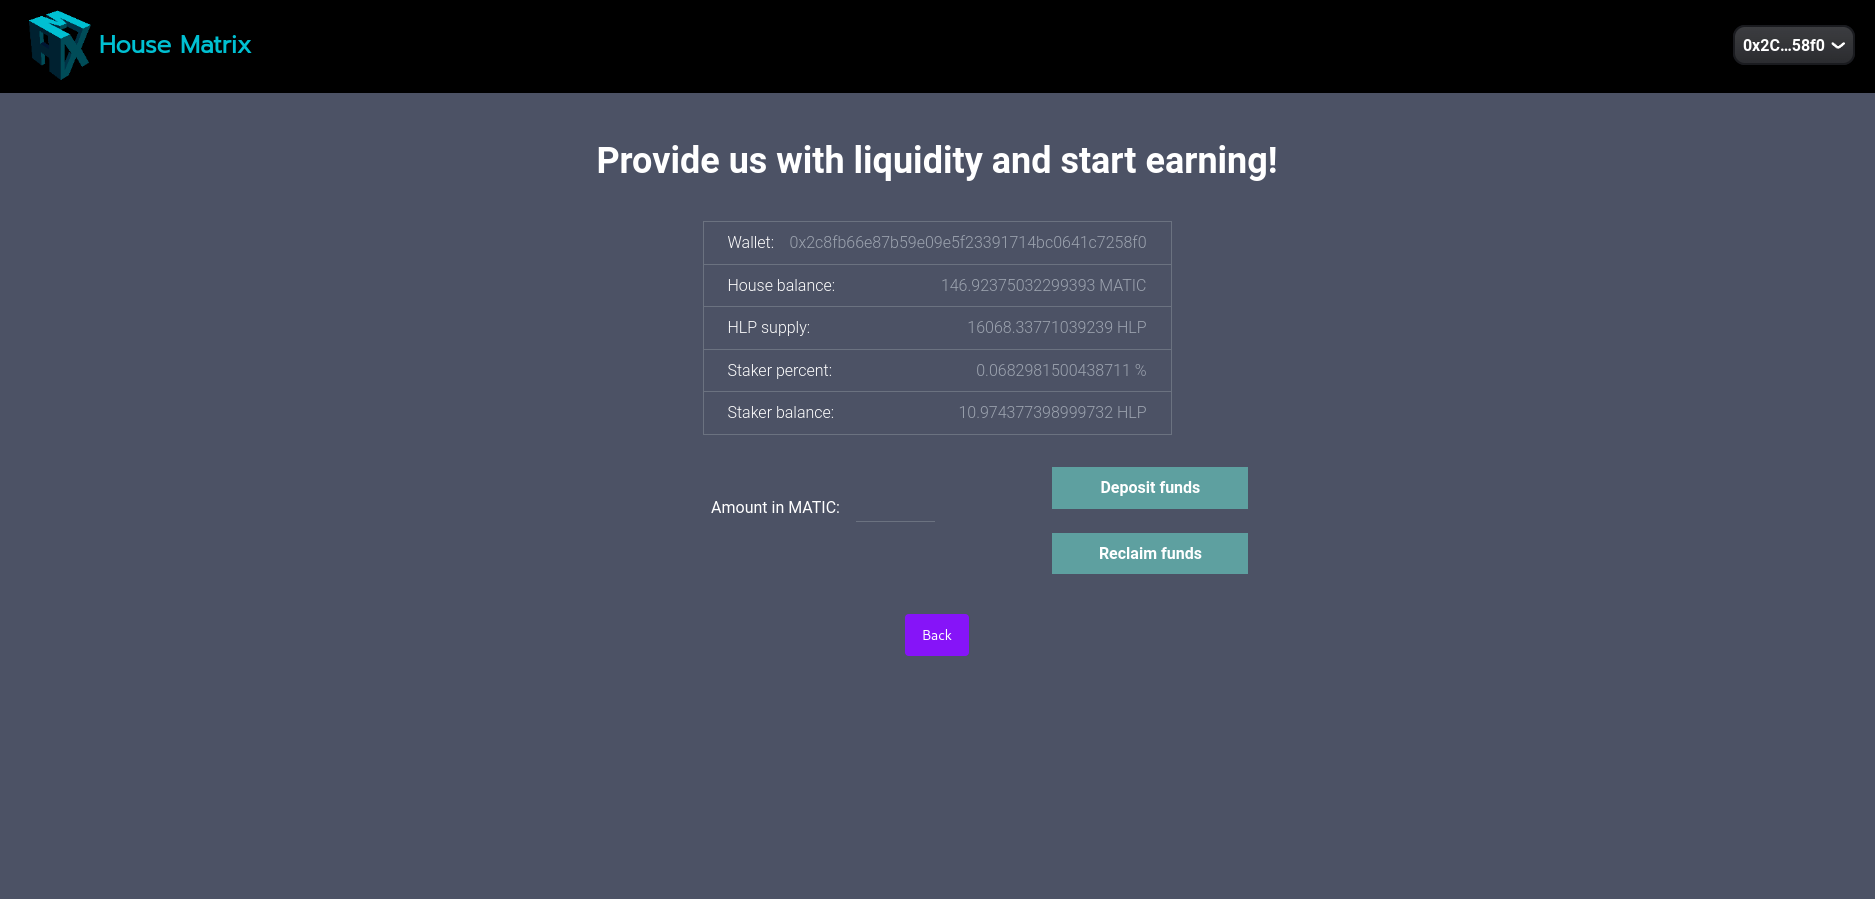 House Matrix
0x2C...58f0
Provide us with liquidity and start earning!
Wallet: 0x2c8fb66e87b59e09e5f23391714bc0641c7258f0
House balance: 146.92375032299393 MATIC
HLP supply: 16068.33771039239 HLP
Staker percent: 0.0682981500438711 %
Staker balance: 10.974377398999732 HLP
Deposit funds
Amount in MATIC:
Reclaim funds
Back